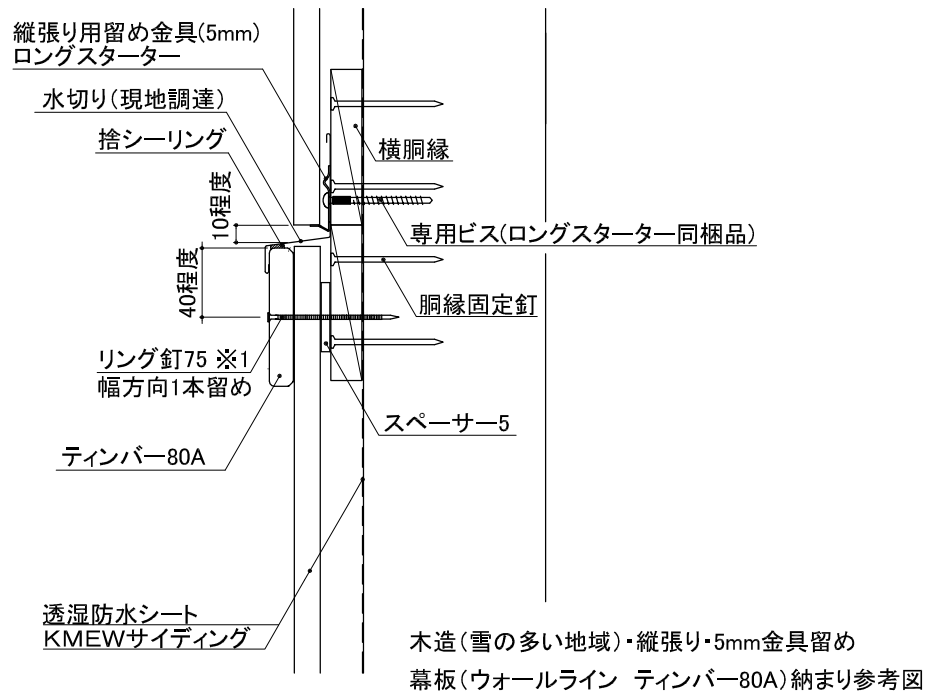 縦張り用留め金具(5mm)
ロングスターター
水切り(現地調達)
捨シーリング
横胴縁
10程度
専用ビス(ロングスターター同梱品)
40程度
胴縁固定釘
リング釘75 ※1
幅方向1本留め
スペーサー5
ティンバー80A
透湿防水シート
KMEWサイディング
木造(雪の多い地域)・縦張り・5mm金具留め
幕板(ウォールライン ティンバー80A)納まり参考図